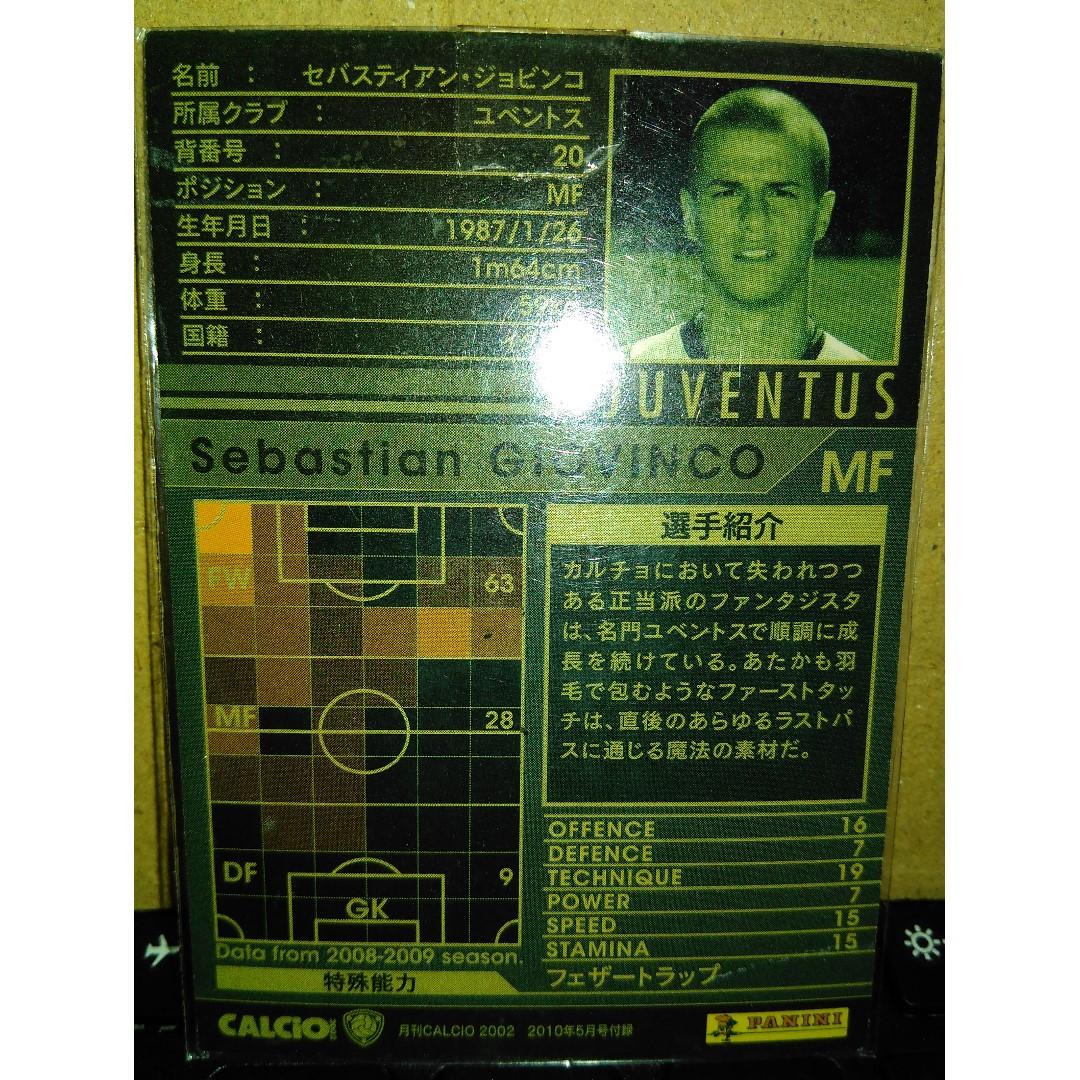 名前 : セバスティアン・ジョビンコ
所属クラブ : ユベントス
背番号 : 20
ポジション : MF
生年月日 : 1987/1/26
身長 : 1m64cm
体重 :
国籍 :
JUVENTUS
Sebastian GIOVINCO
MF
FW 63
MF 28
DF 9
GK
Data from 2008-2009 season.
選手紹介
カルチョにおいて失われつつ
ある正当派のファンタジスタ
は、名門ユベントスで順調に成
長を続けている。あたかも羽
毛で包むようなファーストタッ
チは、直後のあらゆるラストパ
スに通じる魔法の素材だ。
OFFENCE 16
DEFENCE 7
TECHNIQUE 19
POWER 7
SPEED 15
STAMINA 15
特殊能力 フェザートラップ
CALCiO 月刊CALCIO 2002 2010年5月号付録 PANINI